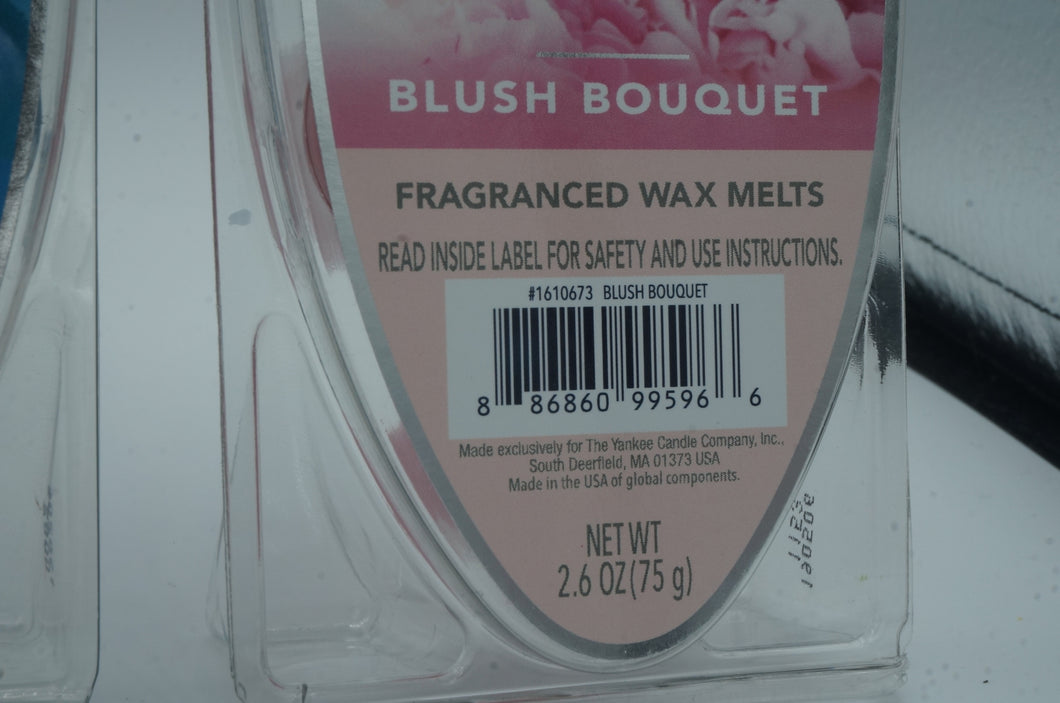 BLUSH BOUQUET
FRAGRANCED WAX MELTS
READ INSIDE LABEL FOR SAFETY AND USE INSTRUCTIONS.
#1610673 BLUSH BOUQUET
8 86860 99596 6
Made exclusively for The Yankee Candle Company, Inc.,
South Deerfield, MA 01373 USA
Made in the USA of global components.
NET WT
2.6 OZ(75 g)